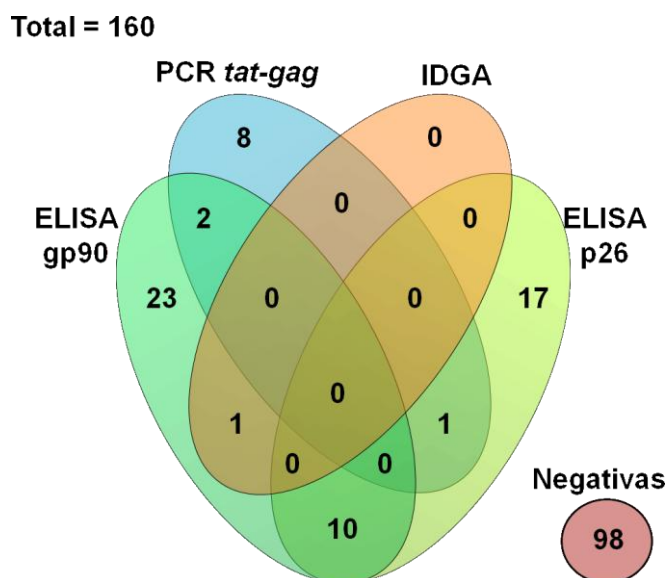 Total = 160
PCR tat-gag
IDGA
8
0
ELISA
gp90
2
0
0
ELISA
p26
23
0
0
17
0
1
1
0
0
10
Negativas
98